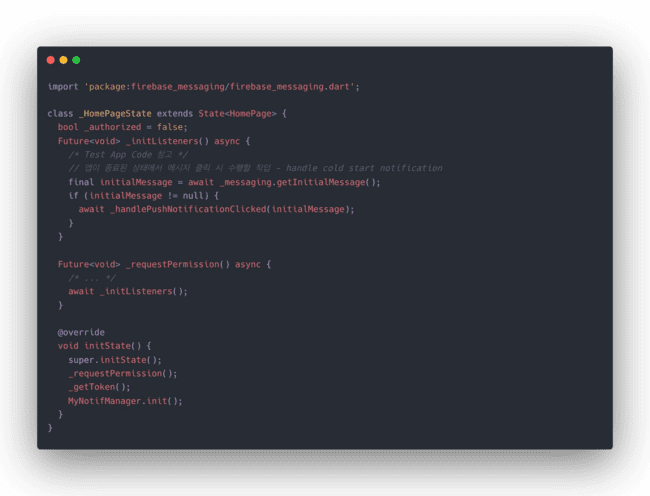 import 'package:firebase_messaging/firebase_messaging.dart';
class _HomePageState extends State<HomePage> {
bool _authorized = false;
Future<void> _initListeners() async {
/* Test App Code 참고 */
// 앱이 종료된 상태에서 메시지 클릭 시 수행할 작업 – handle cold start notification
final initialMessage = await _messaging.getInitialMessage();
if (initialMessage != null) {
await _handlePushNotificationClicked(initialMessage);
}
}
Future<void> _requestPermission() async {
/* ... */
await _initListeners();
}
@override
void initState() {
super.initState();
_requestPermission();
_getToken();
MyNotifManager.init();
}
}